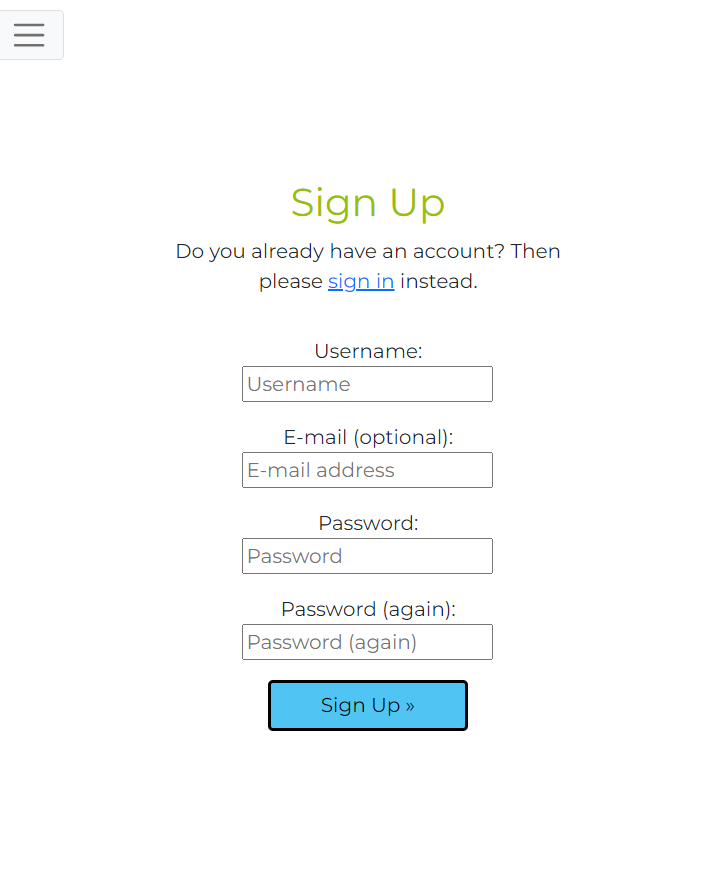 Sign Up
Do you already have an account? Then
please sign in instead.
Username:
Username
E-mail (optional):
E-mail address
Password:
Password
Password (again):
Password (again)
Sign Up »